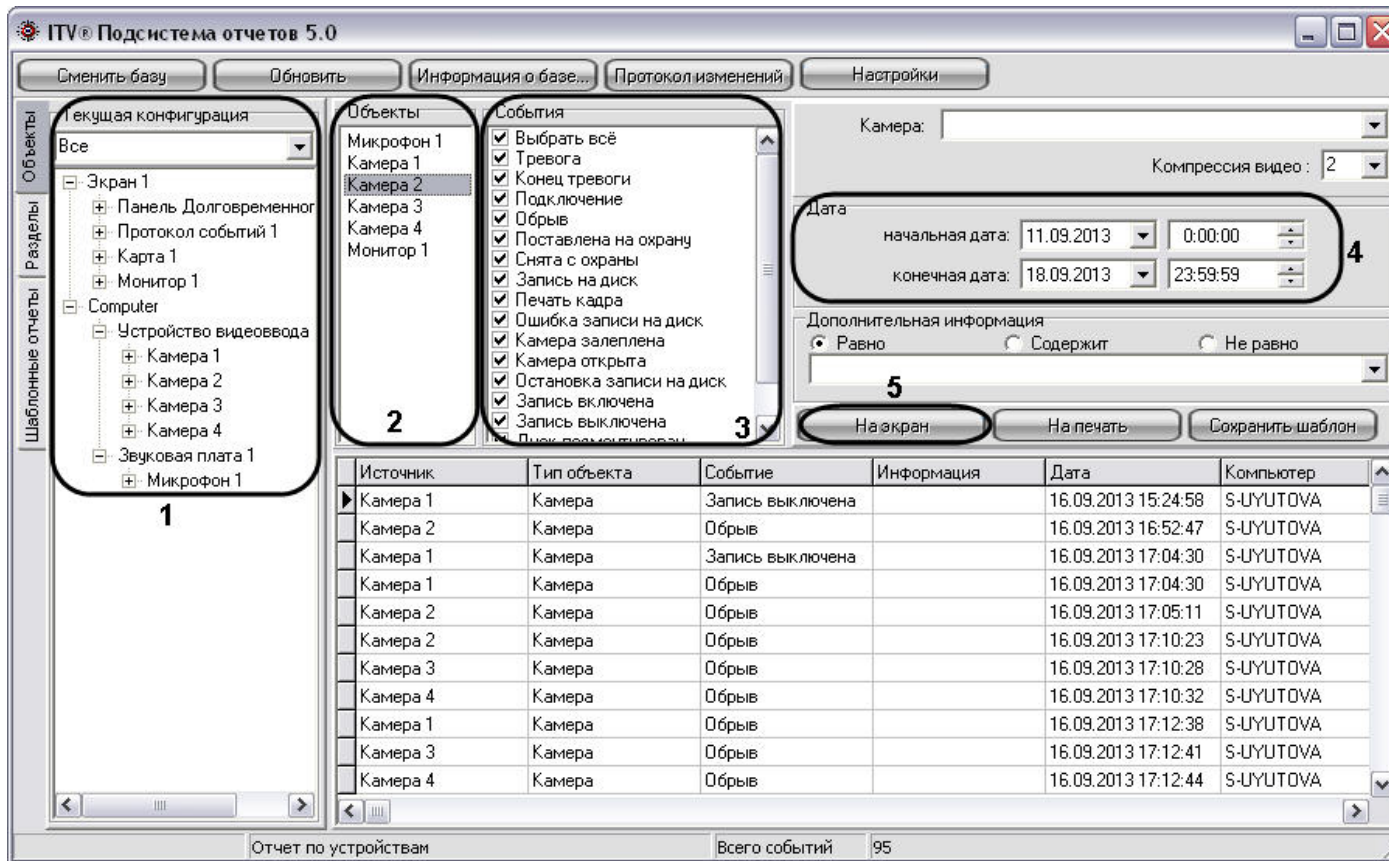 ITV® Подсистема отчетов 5.0
Сменить базу
Обновить
Информация о базе...
Протокол изменений
Настройки
Объекты
Разделы
Шаблонные отчеты
Текущая конфигурация
Все
Экран 1
Панель Долговременног
Протокол событий 1
Карта 1
Монитор 1
Computer
Устройство видеоввода
Камера 1
Камера 2
Камера 3
Камера 4
Звуковая плата 1
Микрофон 1
1
Объекты
Микрофон 1
Камера 1
Камера 2
Камера 3
Камера 4
Монитор 1
2
События
Выбрать всё
Тревога
Конец тревоги
Подключение
Обрыв
Поставлена на охрану
Снята с охраны
Запись на диск
Печать кадра
Ошибка записи на диск
Камера залеплена
Камера открыта
Остановка записи на диск
Запись включена
Запись выключена
3
Камера:
Компрессия видео : 2
Дата
начальная дата: 11.09.2013 0:00:00
конечная дата: 18.09.2013 23:59:59
4
Дополнительная информация
Равно Содержит Не равно
5
На экран
На печать
Сохранить шаблон
Источник Тип объекта Событие Информация Дата Компьютер
Камера 1 Камера Запись выключена 16.09.2013 15:24:58 S-UYUTOVA
Камера 2 Камера Обрыв 16.09.2013 16:52:47 S-UYUTOVA
Камера 1 Камера Запись выключена 16.09.2013 17:04:30 S-UYUTOVA
Камера 1 Камера Обрыв 16.09.2013 17:04:30 S-UYUTOVA
Камера 2 Камера Обрыв 16.09.2013 17:05:11 S-UYUTOVA
Камера 2 Камера Обрыв 16.09.2013 17:10:23 S-UYUTOVA
Камера 3 Камера Обрыв 16.09.2013 17:10:28 S-UYUTOVA
Камера 4 Камера Обрыв 16.09.2013 17:10:32 S-UYUTOVA
Камера 1 Камера Обрыв 16.09.2013 17:12:38 S-UYUTOVA
Камера 3 Камера Обрыв 16.09.2013 17:12:41 S-UYUTOVA
Камера 4 Камера Обрыв 16.09.2013 17:12:44 S-UYUTOVA
Отчет по устройствам
Всего событий 95